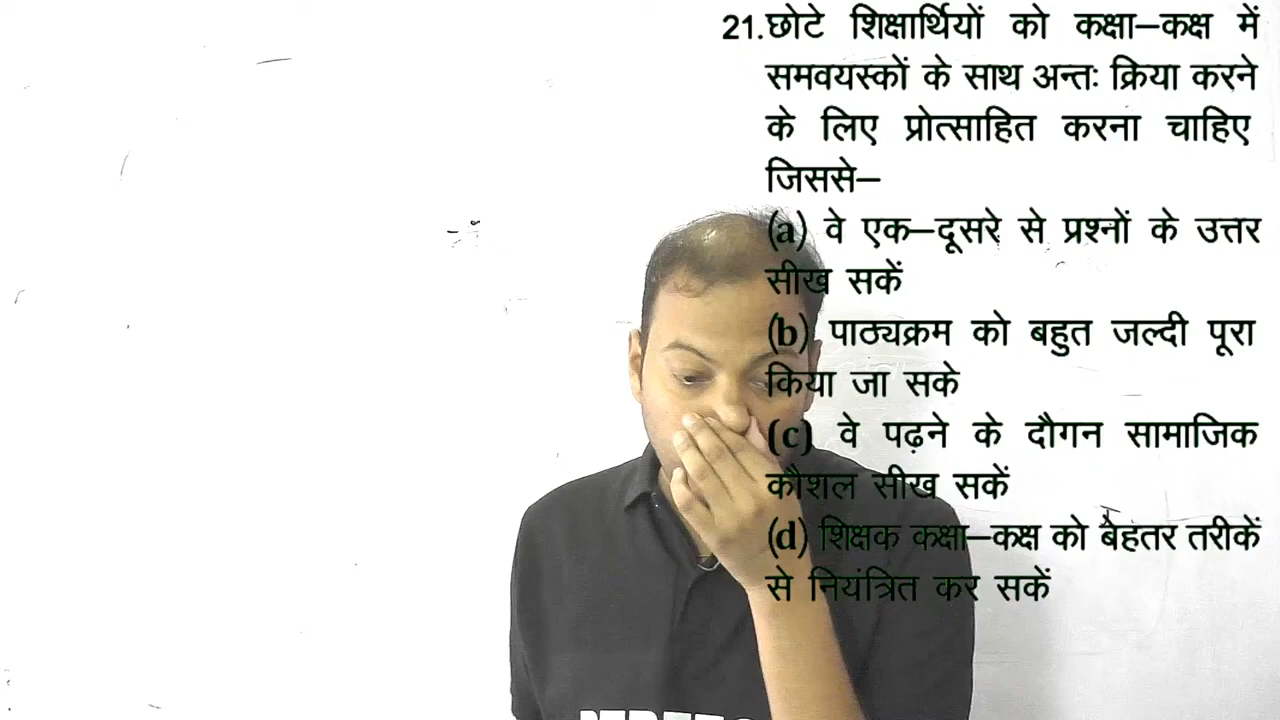 21.छोटे शिक्षार्थियों को कक्षा–कक्ष में
समवयस्कों के साथ अन्तः क्रिया करने
के लिए प्रोत्साहित करना चाहिए
जिससे–
(a) वे एक–दूसरे से प्रश्नों के उत्तर
सीख सकें
(b) पाठ्यक्रम को बहुत जल्दी पूरा
किया जा सके
(c) वे पढ़ने के दौगन सामाजिक
कौशल सीख सकें
(d) शिक्षक कक्षा–कक्ष को बेहतर तरीकें
से नियंत्रित कर सकें